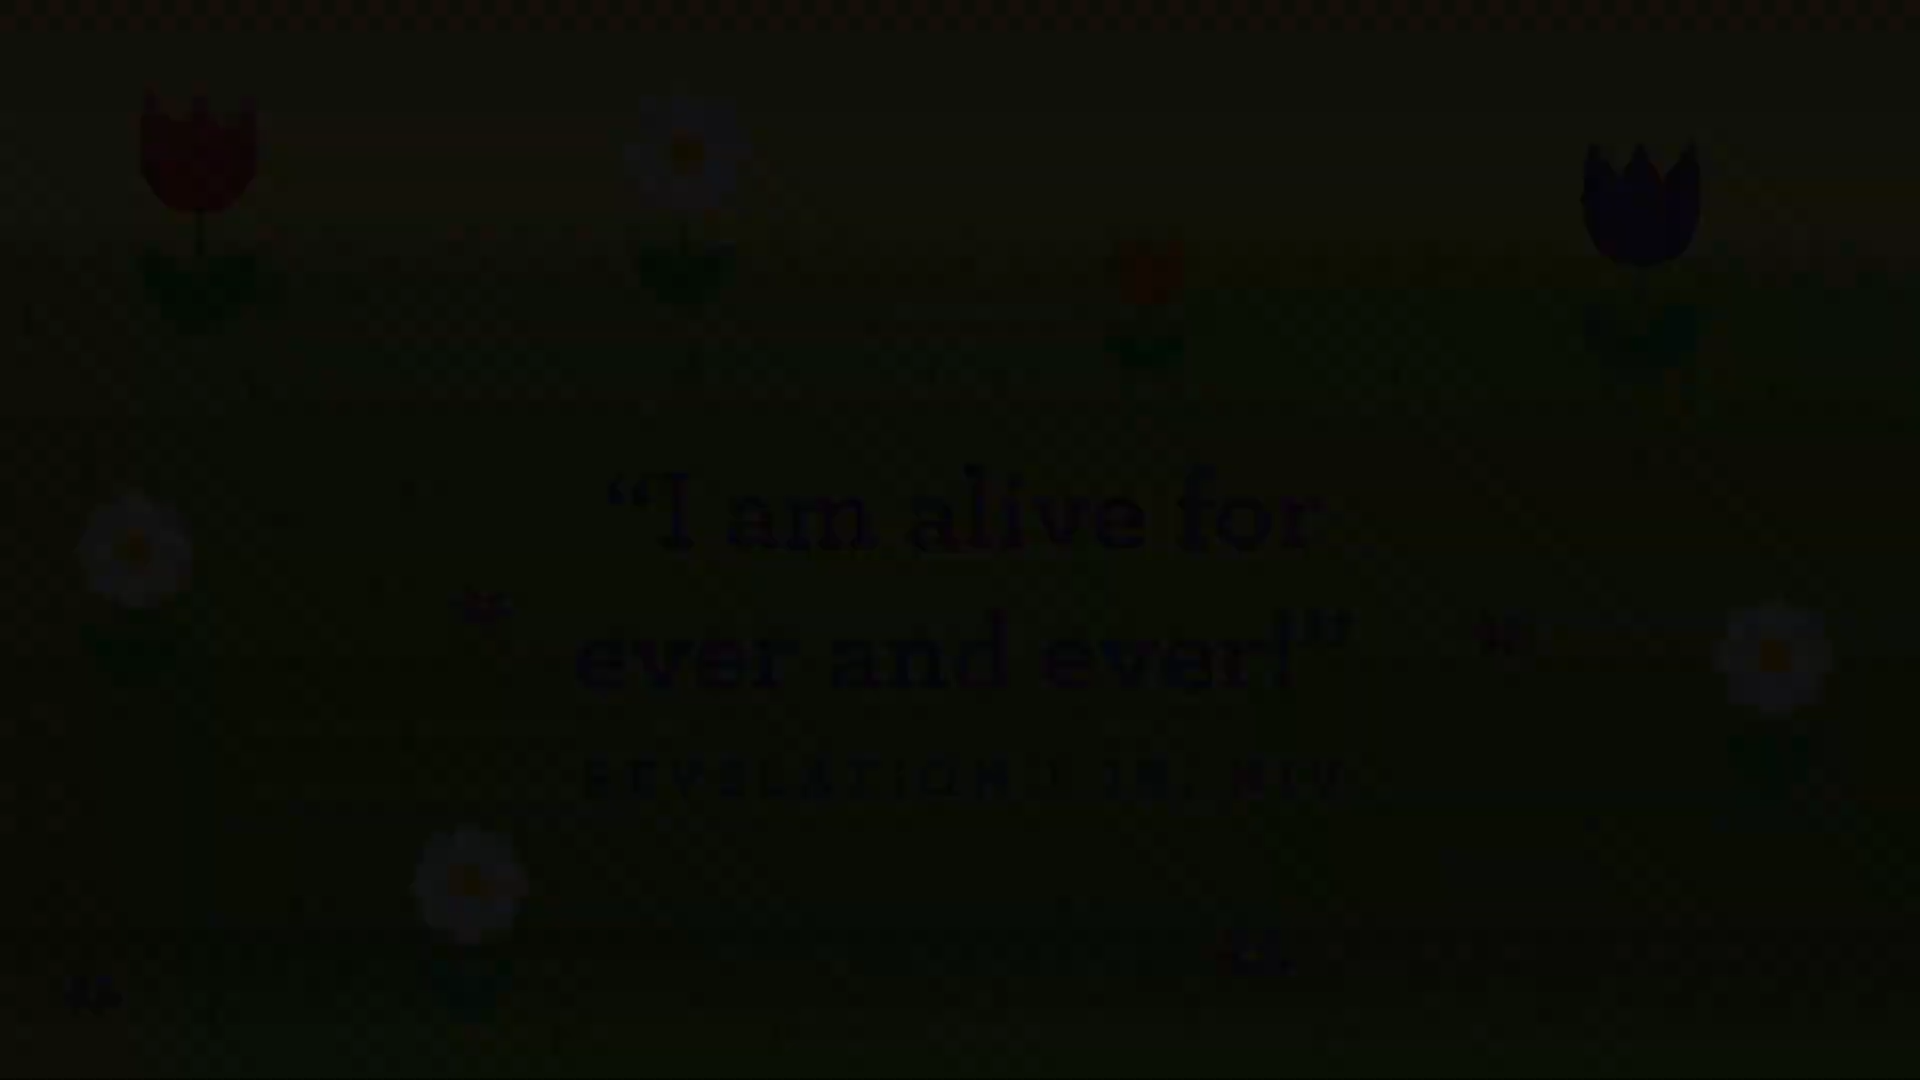 “I am alive for
ever and ever!”
REVELATION 1:18, NIV